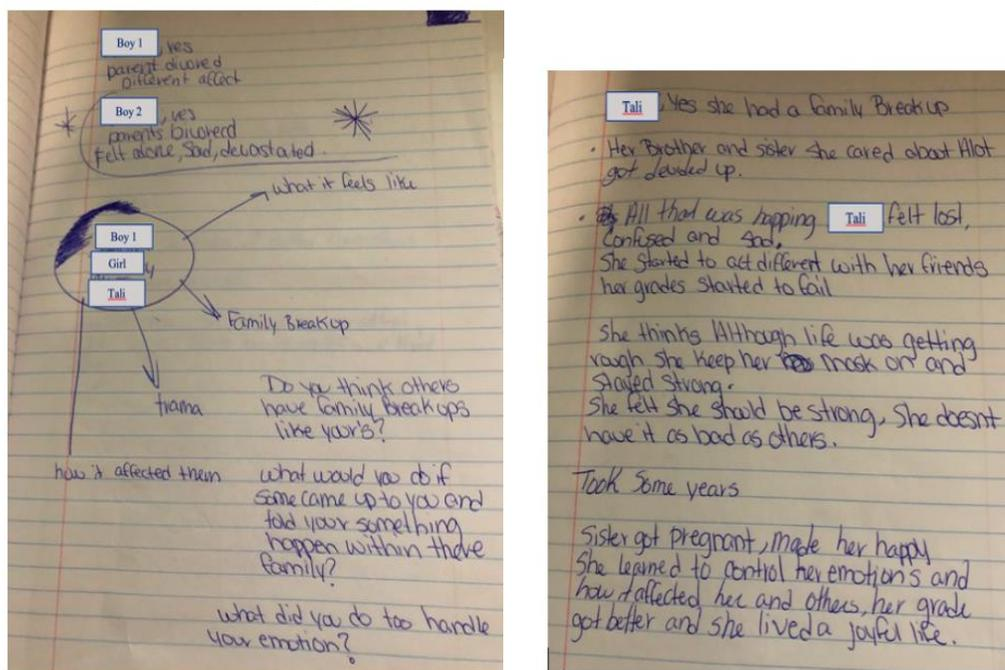 Boy 1, yes
parent divored
Different affect
Boy 2, yes
parents bivorecd
felt alone, Sad, devastated.
what it feels like
Boy 1
Girl
Tali
Family Breakup
trama
Do you think others
have family Breakups
like your's?
how it affected them
what would you do if
some came up to you and
told your something
happen within there
family?
what did you do too handle
your emotion?
Tali, Yes she had a family Breakup
• Her Brother and sister she cared about Alot
got devided up.
• All that was happing Tali felt lost,
Confused and Sad.
She started to act different with her friends
her grades started to fail
She thinks Although life was getting
rough She keep her mask on and
stayed strong.
She felt she should be strong, She doesnt
have it as bad as others.
Took Some years
Sister got pregnant, made her happy
She learned to control her emotions and
how it affected her and others, her grade
got better and she lived a joyful life.